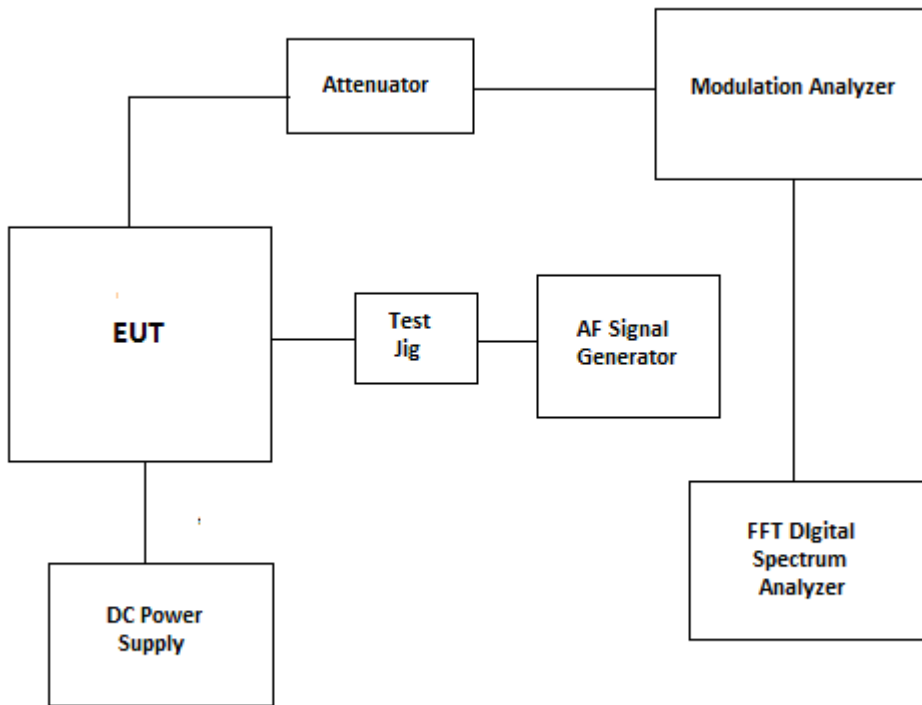 Attenuator
Modulation Analyzer
EUT
Test
Jig
AF Signal
Generator
FFT DIgital
Spectrum
Analyzer
DC Power
Supply